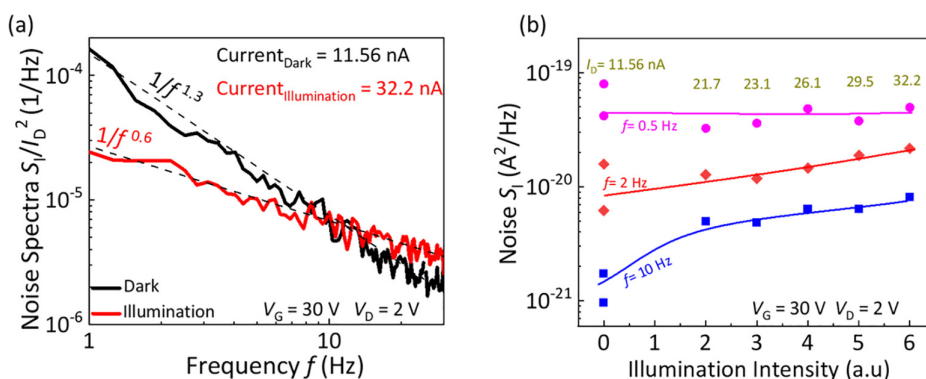 (a)
Noise Spectra S_I/I_D^2 (1/Hz)
10^-4
10^-5
10^-6
Current_Dark = 11.56 nA
Current_Illumination = 32.2 nA
1/f^1.3
1/f^0.6
Dark
Illumination
V_G = 30 V V_D = 2 V
1 10
Frequency f (Hz)
(b)
Noise S_I (A^2/Hz)
10^-19
10^-20
10^-21
I_D= 11.56 nA 21.7 23.1 26.1 29.5 32.2
f= 0.5 Hz
f= 2 Hz
f= 10 Hz
V_G = 30 V V_D = 2 V
0 1 2 3 4 5 6
Illumination Intensity (a.u)